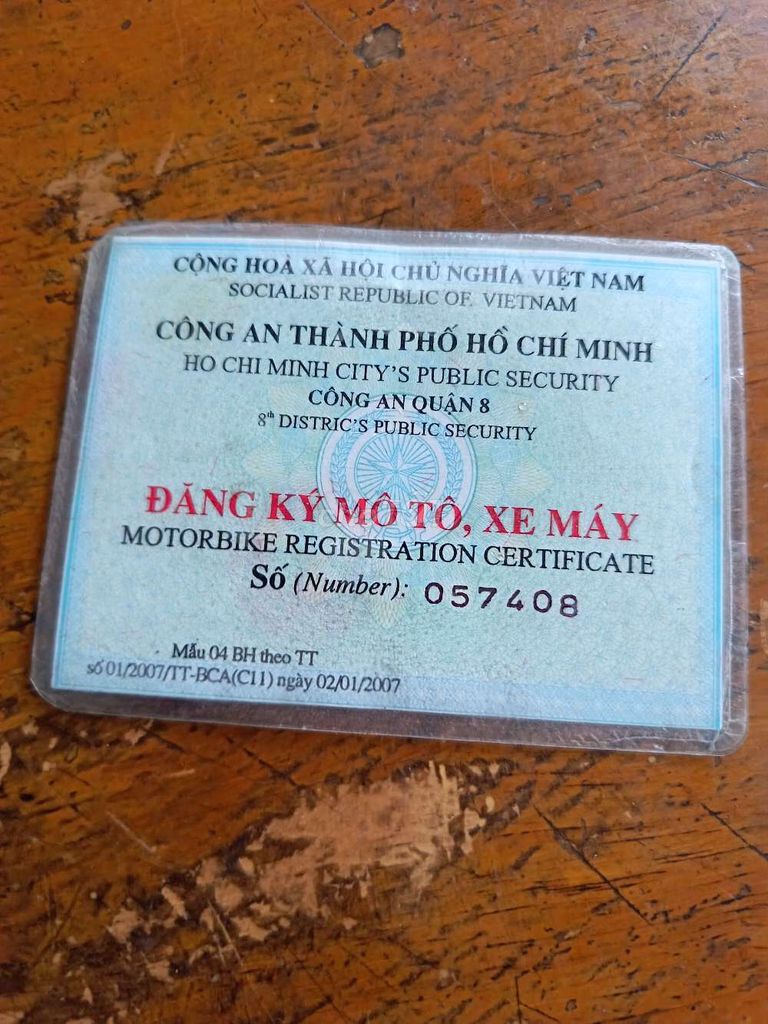 CỘNG HOÀ XÃ HỘI CHỦ NGHĨA VIỆT NAM
SOCIALIST REPUBLIC OF VIETNAM
CÔNG AN THÀNH PHỐ HỒ CHÍ MINH
HO CHI MINH CITY'S PUBLIC SECURITY
CÔNG AN QUẬN 8
8th DISTRIC'S PUBLIC SECURITY
ĐĂNG KÝ MÔ TÔ, XE MÁY
MOTORBIKE REGISTRATION CERTIFICATE
Số (Number): 057408
Mẫu 04 BH theo TT
số 01/2007/TT-BCA(C11) ngày 02/01/2007